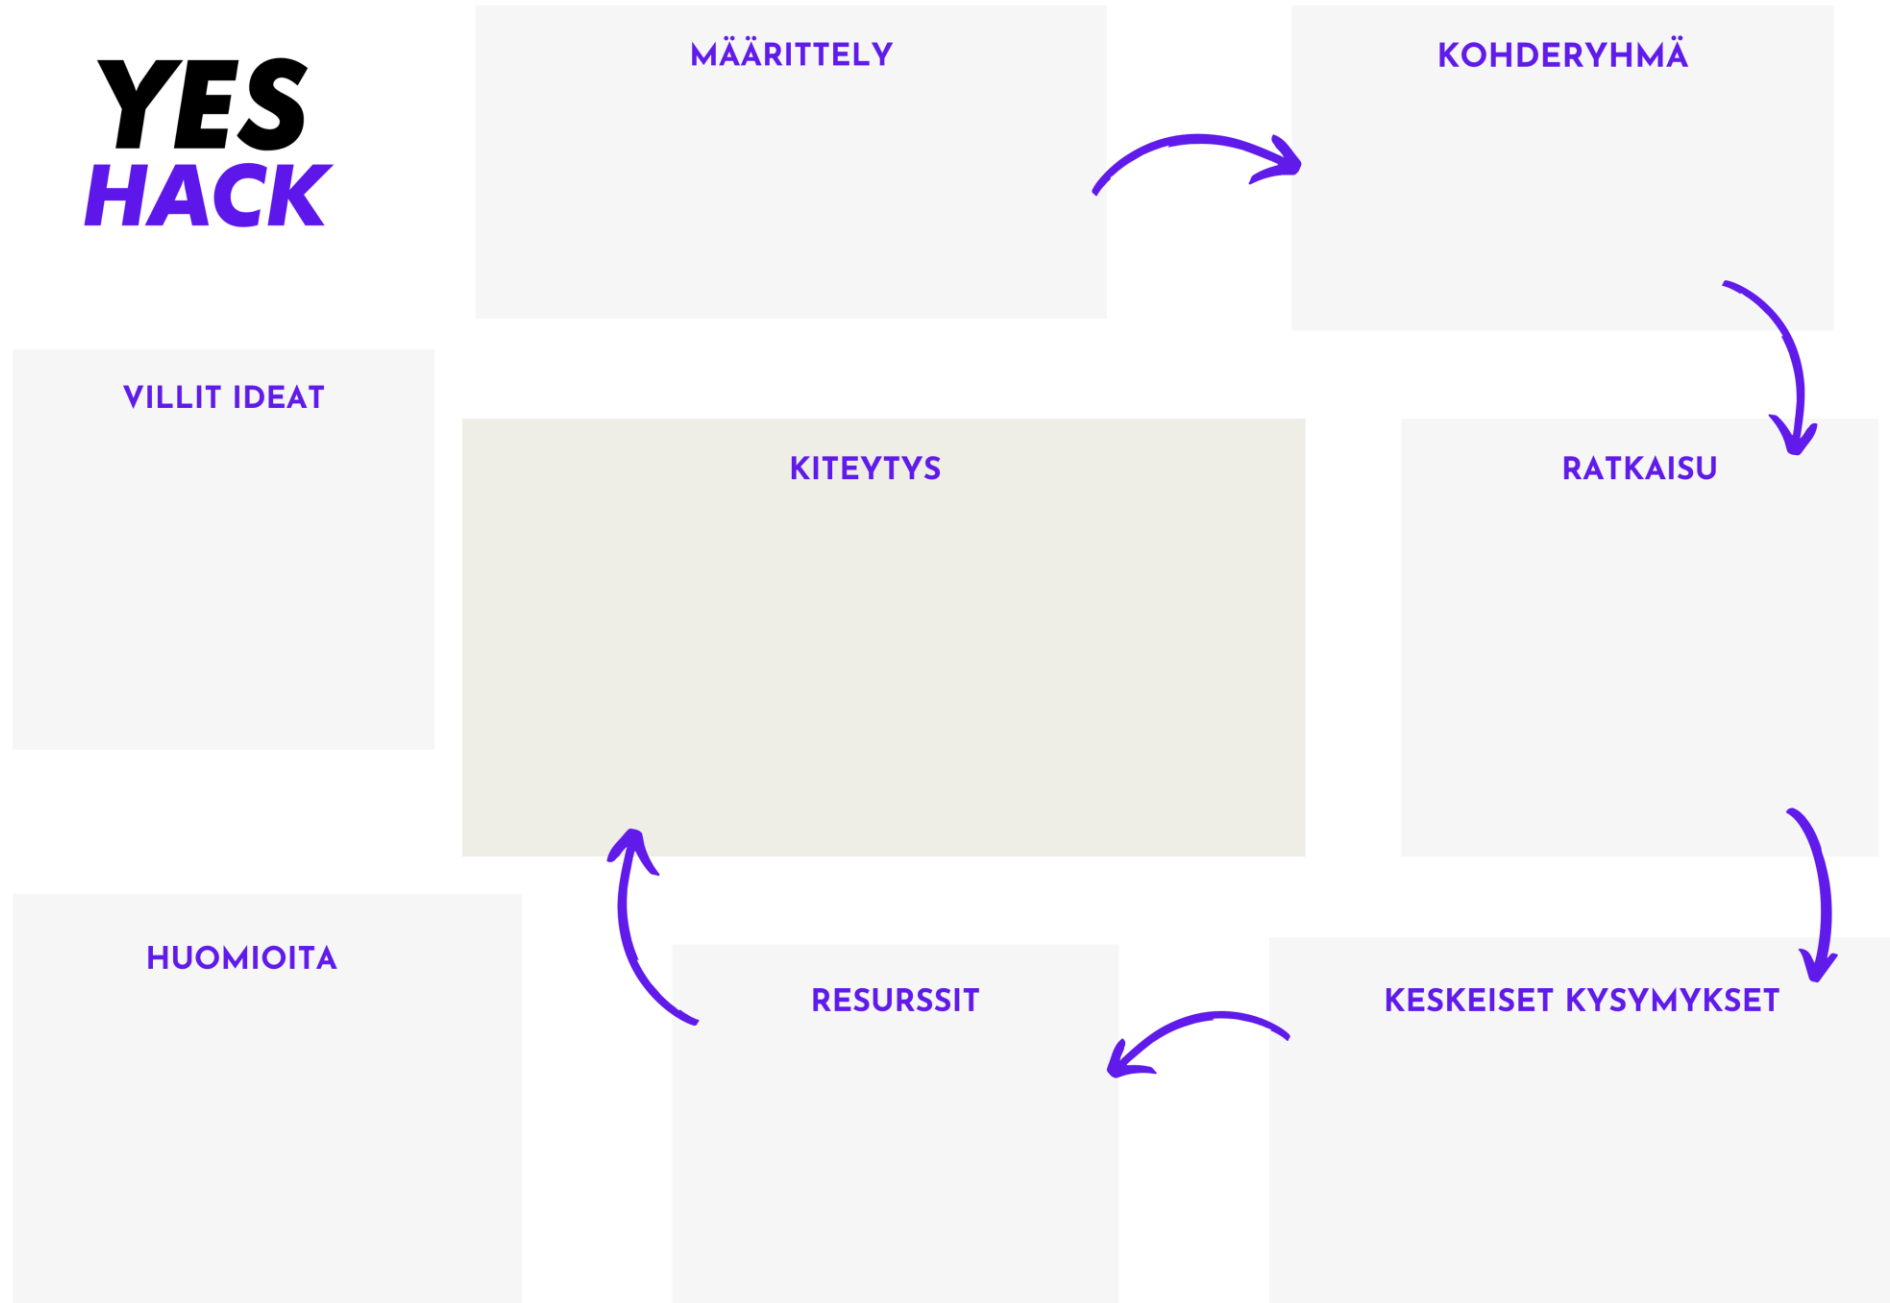 YES
HACK
MÄÄRITTELY
KOHDERYHMÄ
VILLIT IDEAT
KITEYTYS
RATKAISU
HUOMIOITA
RESURSSIT
KESKEISET KYSYMYKSET